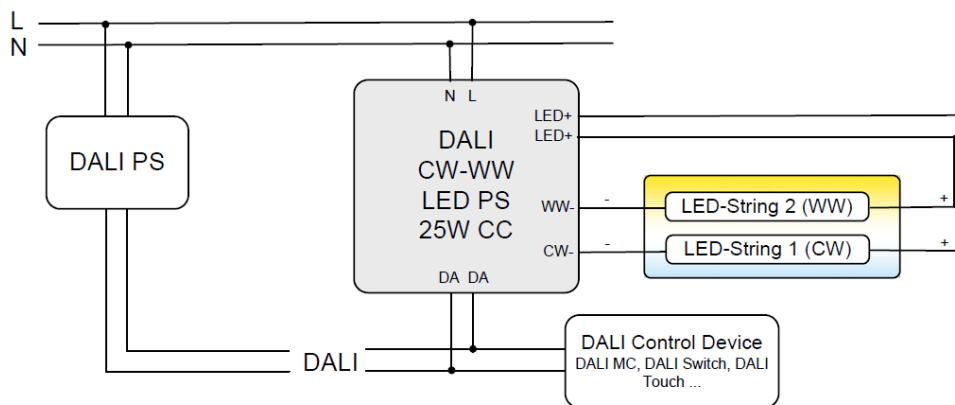 L
N
N L
LED+
LED+
DALI
CW-WW
LED PS
25W CC
DALI PS
WW-
-
LED-String 2 (WW)
+
CW-
-
LED-String 1 (CW)
+
DA DA
DALI
DALI Control Device
DALI MC, DALI Switch, DALI
Touch ...